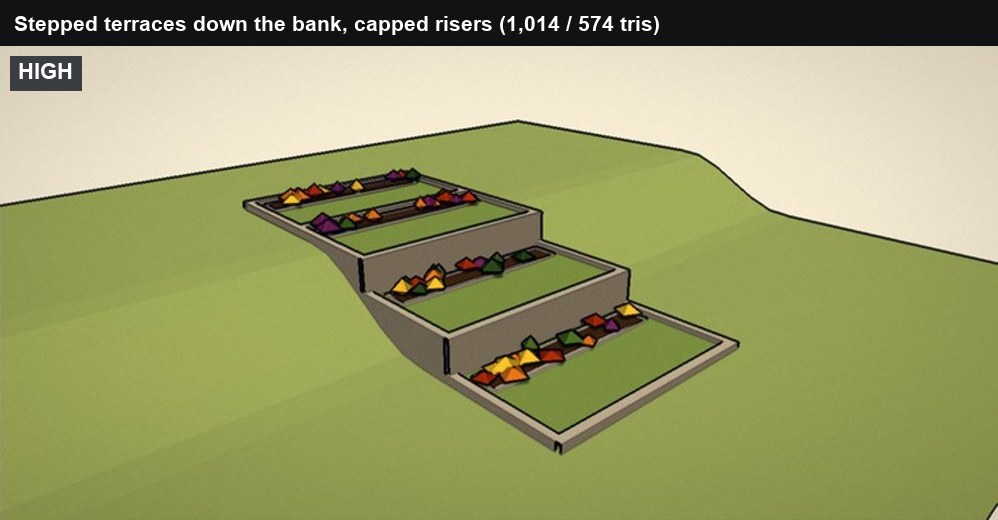 Stepped terraces down the bank, capped risers (1,014 / 574 tris)
HIGH